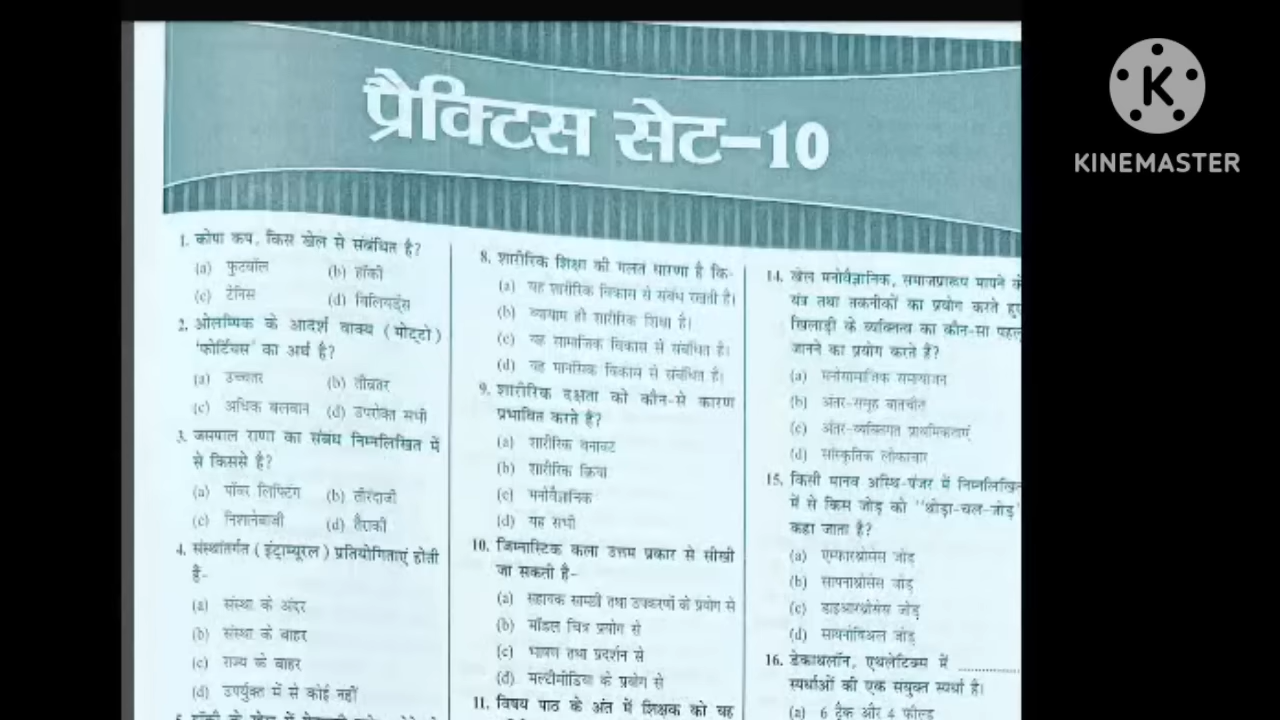 प्रैक्टिस सेट–10
KINEMASTER
1. कोपा कप, किस खेल से संबंधित है?
(a) फुटबॉल (b) हॉकी
(c) टेनिस (d) बिलियर्ड्स
2. ओलम्पिक के आदर्श वाक्य (मोट्टो)
'फोर्टियस' का अर्थ है?
(a) उच्चतर (b) तीव्रतर
(c) अधिक बलवान (d) उपरोक्त सभी
3. जसपाल राणा का संबंध निम्नलिखित में
से किससे है?
(a) पॉवर लिफ्टिंग (b) तीरंदाजी
(c) निशानेबाजी (d) तैराकी
4. संस्थांतर्गत (इंट्राम्यूरल) प्रतियोगिताएं होती
है-
(a) संस्था के अंदर
(b) संस्था के बाहर
(c) राज्य के बाहर
(d) उपर्युक्त में से कोई नहीं
8. शारीरिक शिक्षा की गलत धारणा है कि-
(a) यह शारीरिक विकास से संबंध रखती है।
(b) व्यायाम ही शारीरिक शिक्षा है।
(c) यह सामाजिक विकास से संबंधित है।
(d) यह मानसिक विकास से संबंधित है।
9. शारीरिक दक्षता को कौन-से कारण
प्रभावित करते हैं?
(a) शारीरिक बनावट
(b) शारीरिक क्रिया
(c) मनोवैज्ञानिक
(d) यह सभी
10. जिम्नास्टिक कला उत्तम प्रकार से सीखी
जा सकती है-
(a) सहायक सामग्री तथा उपकरणों के प्रयोग से
(b) मॉडल चित्र प्रयोग से
(c) भाषण तथा प्रदर्शन से
(d) मल्टीमीडिया के प्रयोग से
11. विषय पाठ के अंत में शिक्षक को वह
14. खेल मनोवैज्ञानिक, समाजप्रारूप मापने के
यंत्र तथा तकनीकों का प्रयोग करते हुए
खिलाड़ी के व्यक्तित्व का कौन-सा पहलू
जानने का प्रयोग करते हैं?
(a) मनोसामाजिक समायोजन
(b) अंतर-समूह बातचीत
(c) अंतर-व्यक्तिगत प्राथमिकताएं
(d) सांस्कृतिक लोकाचार
15. किसी मानव अस्थि-पंजर में निम्नलिखित
में से किस जोड़ को "थोड़ा-चल-जोड़"
कहा जाता है?
(a) एम्फारथ्रोसेस जोड़
(b) सायनाथ्रोसेस जोड़
(c) डाइआरथ्रोसेस जोड़
(d) सायनोविअल जोड़
16. डेकाथलॉन, एथलेटिक्स में ...............
स्पर्धाओं की एक संयुक्त स्पर्धा है।
(a) 6 ट्रैक और 4 फील्ड